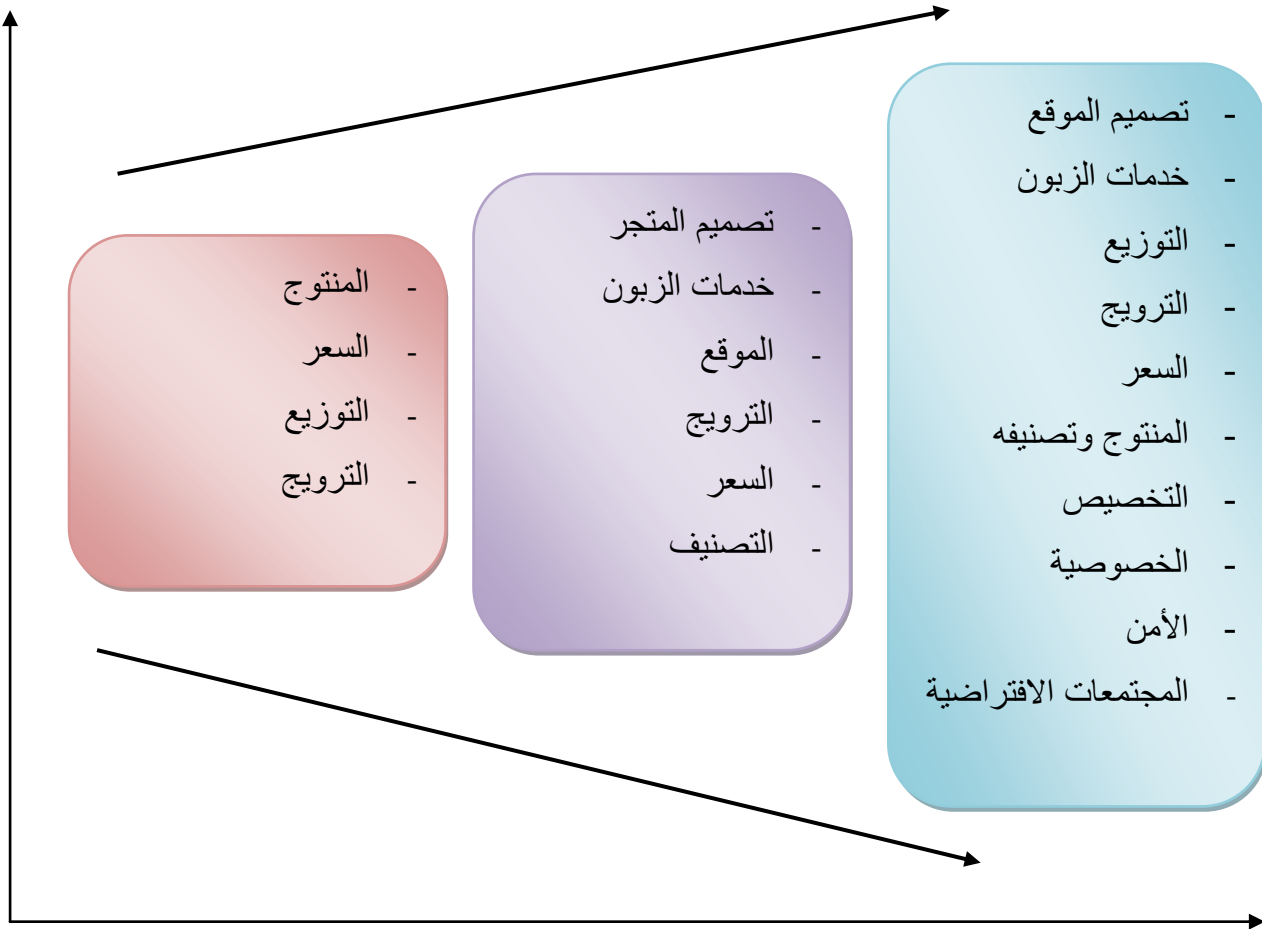 - تصميم الموقع
- خدمات الزبون
- التوزيع
- الترويج
- السعر
- المنتوج وتصنيفه
- التخصيص
- الخصوصية
- الأمن
- المجتمعات الافتراضية
- تصميم المتجر
- خدمات الزبون
- الموقع
- الترويج
- السعر
- التصنيف
- المنتوج
- السعر
- التوزيع
- الترويج